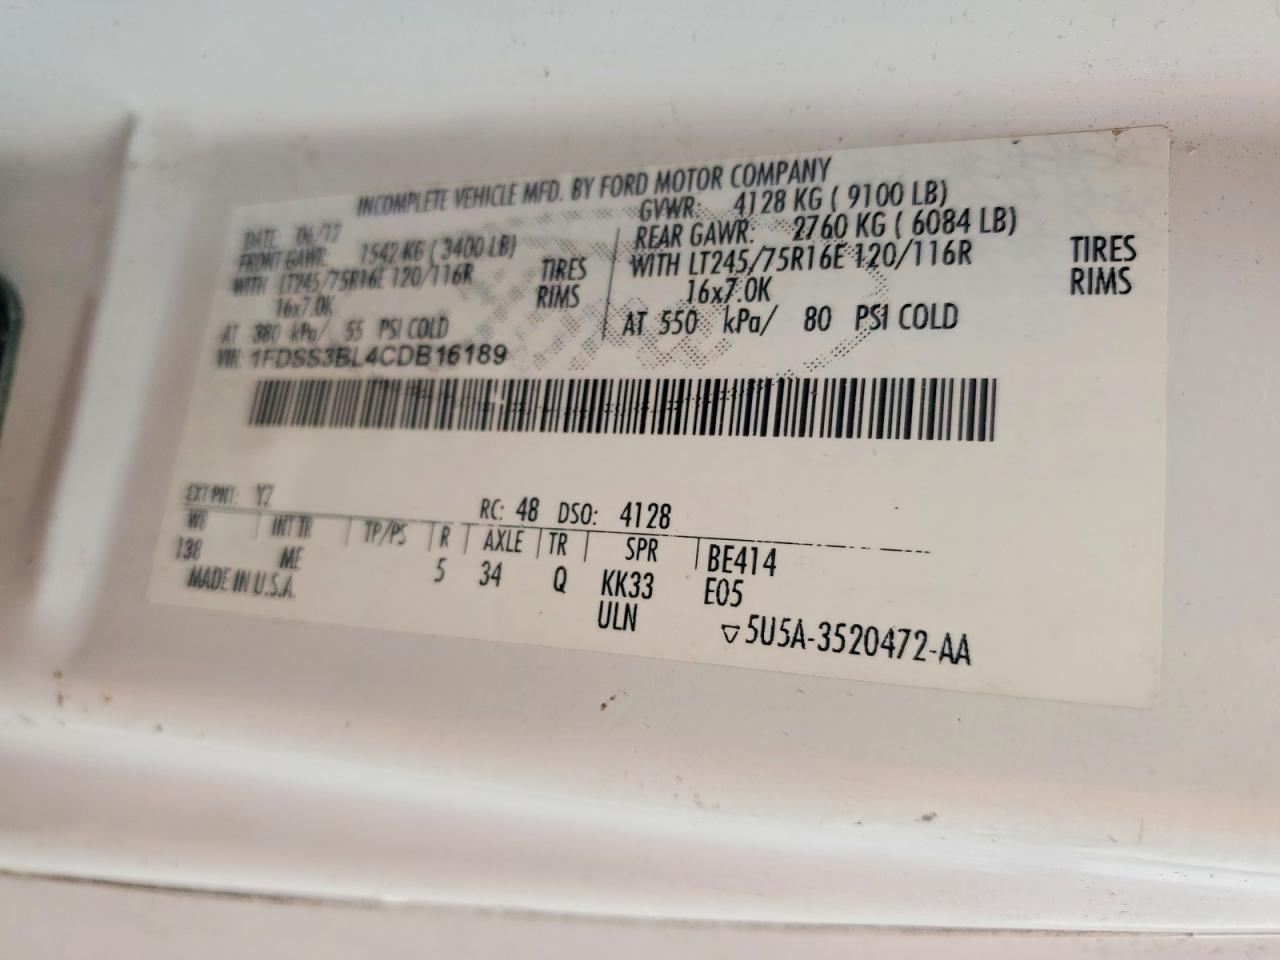 INCOMPLETE VEHICLE MFD. BY FORD MOTOR COMPANY
DATE: 06/12 GVWR: 4128 KG ( 9100 LB)
FRONT GAWR: 1542 KG ( 3400 LB) REAR GAWR: 2760 KG ( 6084 LB)
WITH LT245/75R16E 120/116R TIRES WITH LT245/75R16E 120/116R TIRES
16x7.0K RIMS 16x7.0K RIMS
AT 380 kPa/ 55 PSI COLD AT 550 kPa/ 80 PSI COLD
VIN: 1FDSS3BL4CDB16189
EXT PNT: YZ RC: 48 DSO: 4128
WB INT TR TP/PS R AXLE TR SPR BE414
138 ME 5 34 Q KK33 E05
MADE IN U.S.A. ULN ▽5U5A-3520472-AA